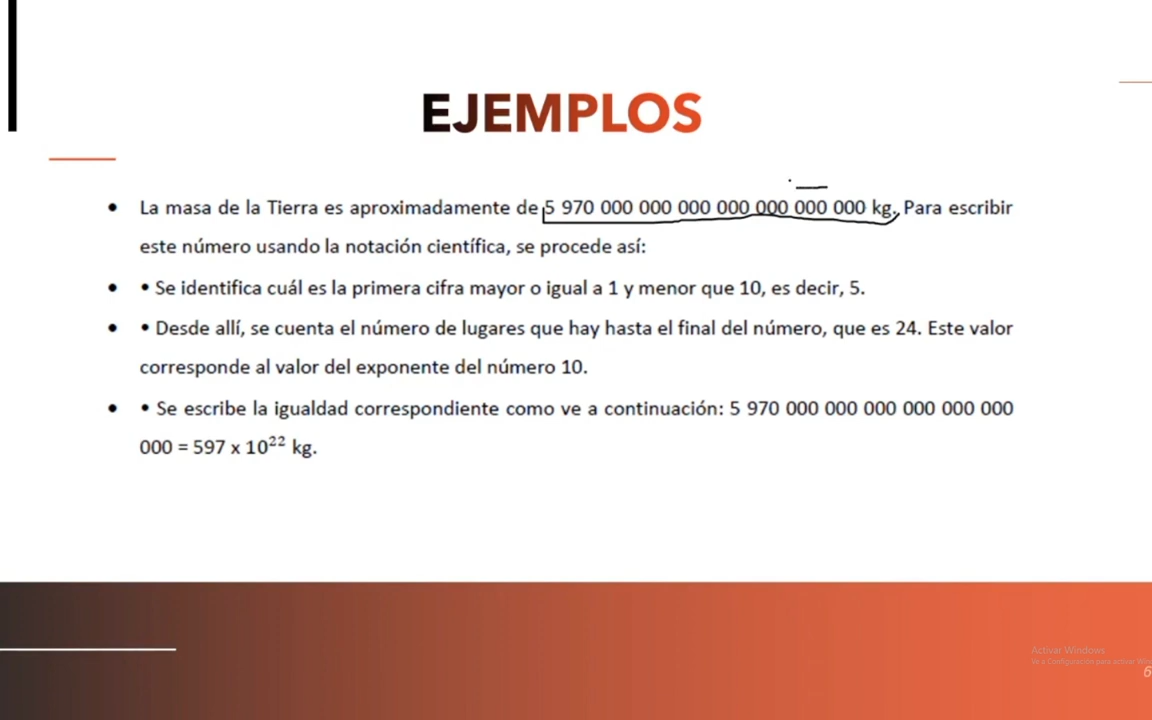 EJEMPLOS
• La masa de la Tierra es aproximadamente de 5 970 000 000 000 000 000 000 000 kg. Para escribir
este número usando la notación científica, se procede así:
• • Se identifica cuál es la primera cifra mayor o igual a 1 y menor que 10, es decir, 5.
• • Desde allí, se cuenta el número de lugares que hay hasta el final del número, que es 24. Este valor
corresponde al valor del exponente del número 10.
• • Se escribe la igualdad correspondiente como ve a continuación: 5 970 000 000 000 000 000 000
000 = 597 x 10²² kg.
Activar Windows
Ve a Configuración para activar Win
6